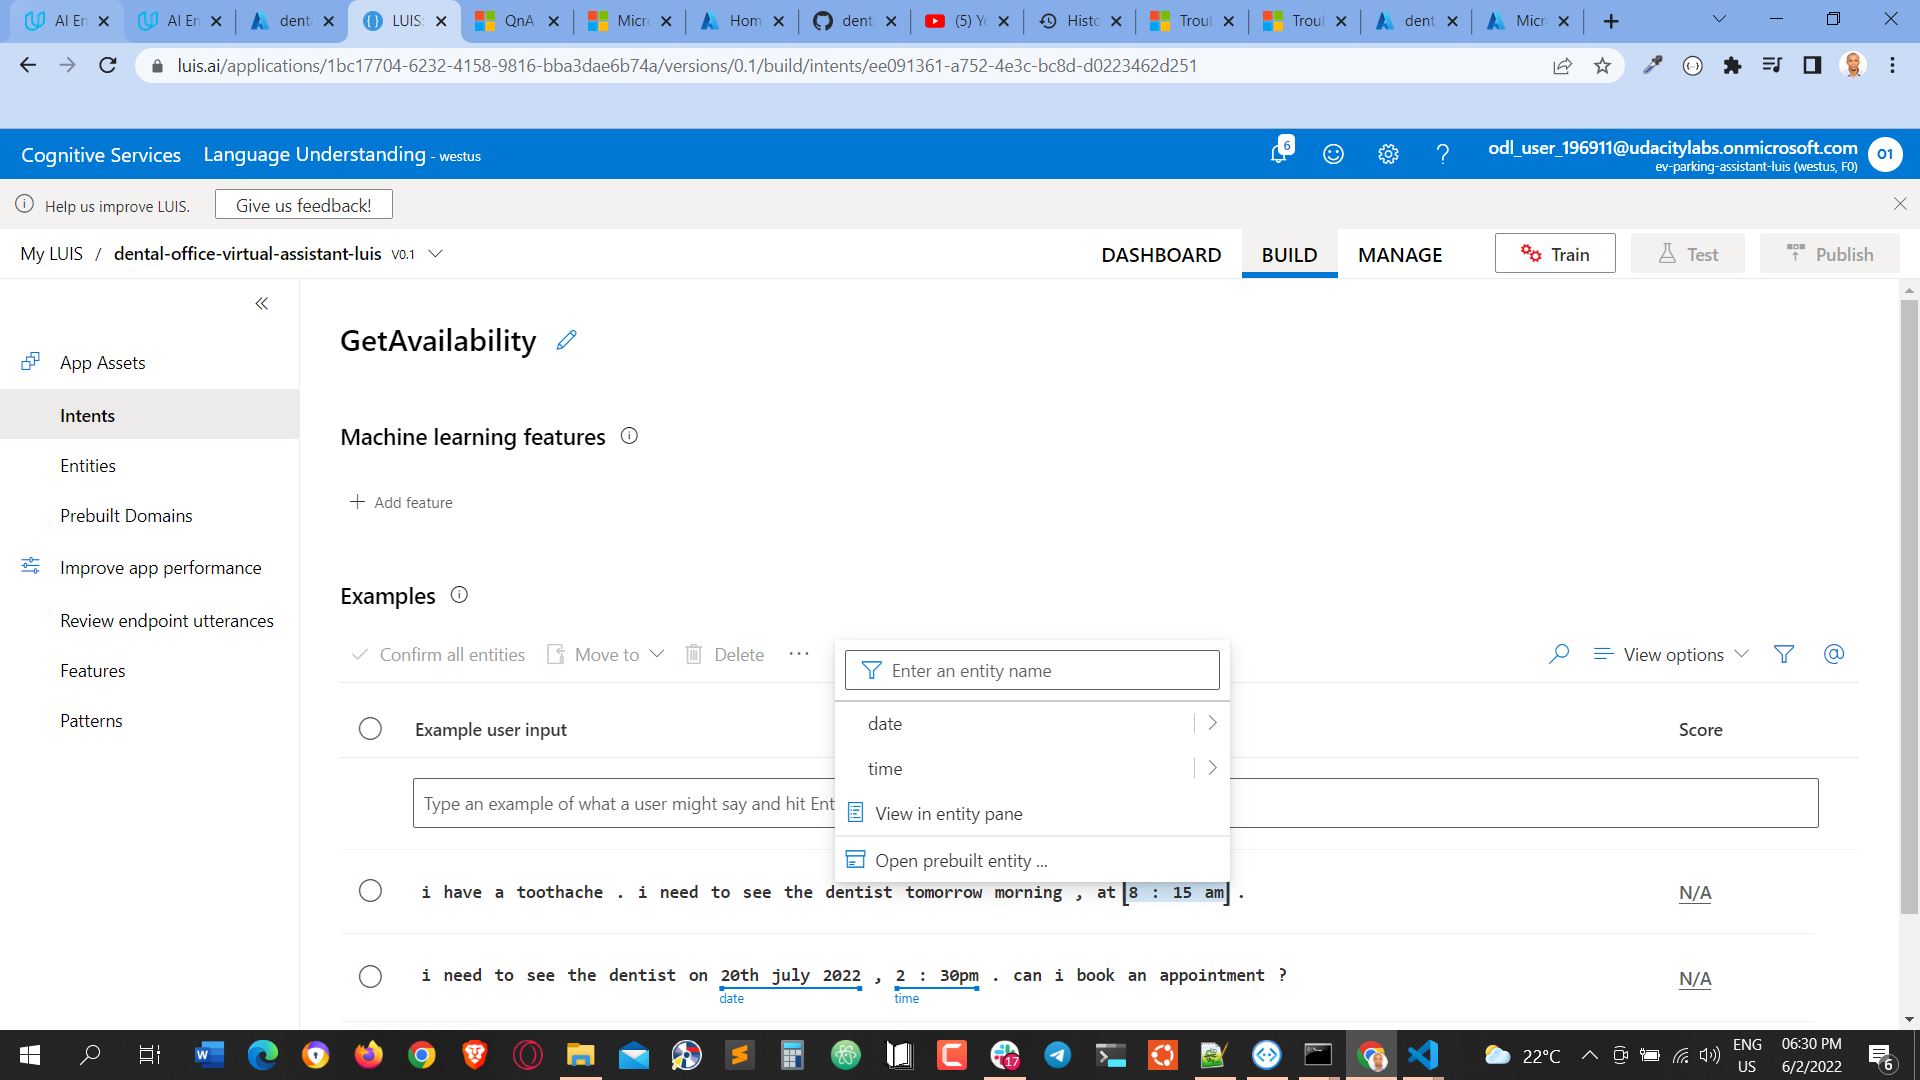 AI En
AI En
denta
LUIS:
QnA
Micro
Hom
denta
(5) Yo
Histo
Troul
Troul
dent
Micro
luis.ai/applications/1bc17704-6232-4158-9816-bba3dae6b74a/versions/0.1/build/intents/ee091361-a752-4e3c-bc8d-d0223462d251
Cognitive Services Language Understanding - westus
6
odl_user_196911@udacitylabs.onmicrosoft.com
ev-parking-assistant-luis (westus, F0)
O1
Help us improve LUIS. Give us feedback!
My LUIS / dental-office-virtual-assistant-luis V0.1
DASHBOARD BUILD MANAGE Train Test Publish
App Assets
Intents
Entities
Prebuilt Domains
Improve app performance
Review endpoint utterances
Features
Patterns
GetAvailability
Machine learning features
+ Add feature
Examples
Confirm all entities Move to Delete ...
View options
Enter an entity name
date
time
View in entity pane
Open prebuilt entity ...
Example user input Score
Type an example of what a user might say and hit Ent
i have a toothache . i need to see the dentist tomorrow morning , at [8 : 15 am] . N/A
i need to see the dentist on 20th july 2022 , 2 : 30pm . can i book an appointment ? N/A
date time
17
22°C
ENG
US
06:30 PM
6/2/2022
6